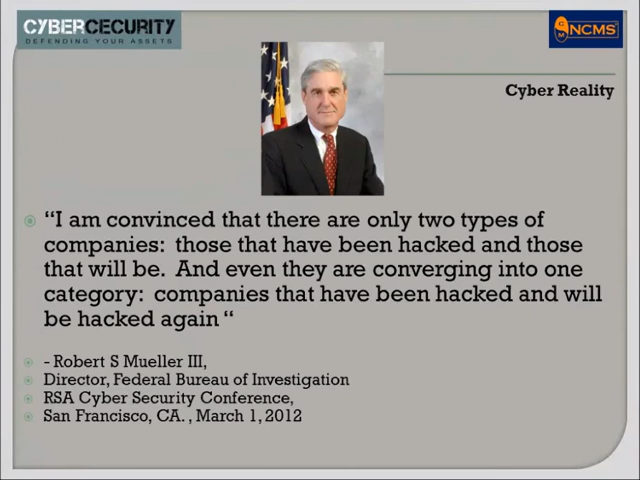 CYBERCECURITY
DEFENDING YOUR ASSETS
NCMS
Cyber Reality
“I am convinced that there are only two types of
companies: those that have been hacked and those
that will be. And even they are converging into one
category: companies that have been hacked and will
be hacked again “
- Robert S Mueller III,
Director, Federal Bureau of Investigation
RSA Cyber Security Conference,
San Francisco, CA. , March 1, 2012